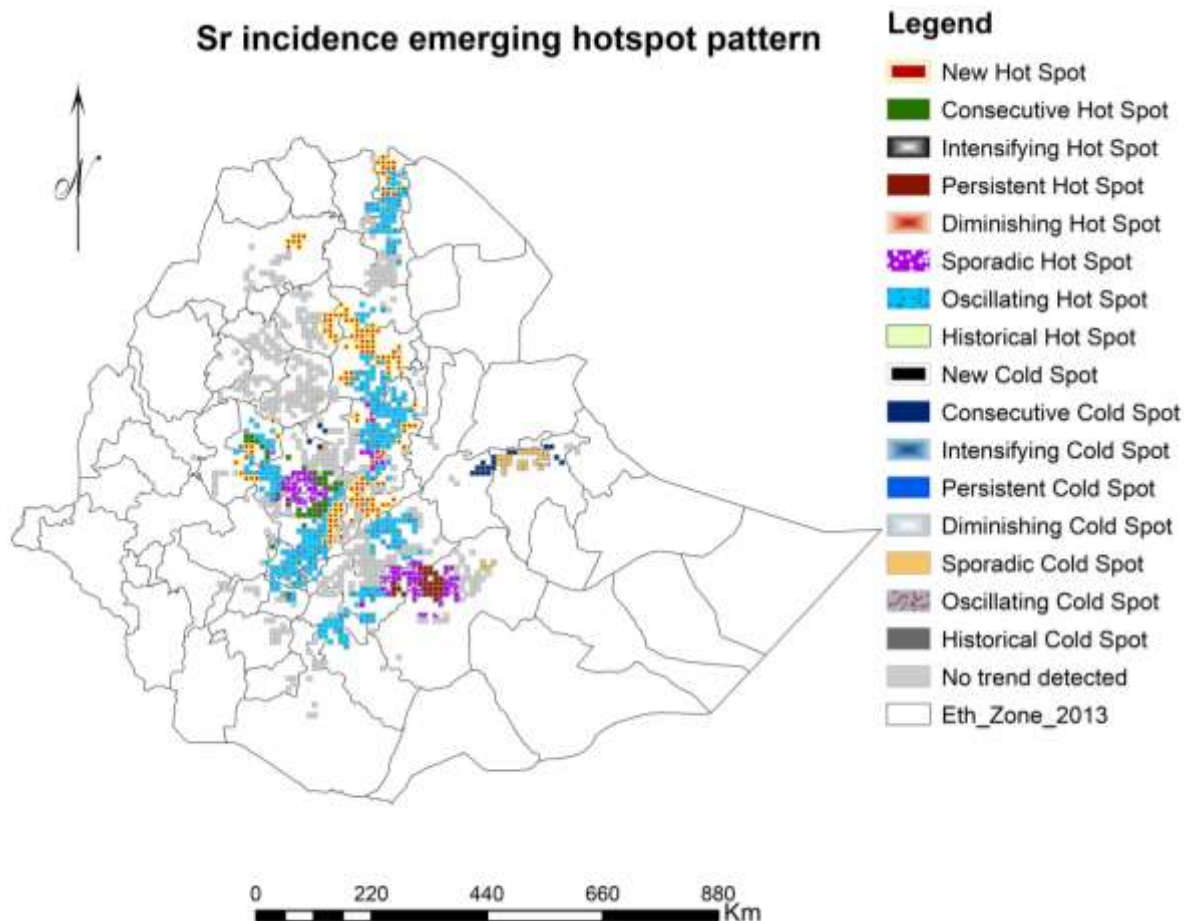 Sr incidence emerging hotspot pattern
N
Legend
New Hot Spot
Consecutive Hot Spot
Intensifying Hot Spot
Persistent Hot Spot
Diminishing Hot Spot
Sporadic Hot Spot
Oscillating Hot Spot
Historical Hot Spot
New Cold Spot
Consecutive Cold Spot
Intensifying Cold Spot
Persistent Cold Spot
Diminishing Cold Spot
Sporadic Cold Spot
Oscillating Cold Spot
Historical Cold Spot
No trend detected
Eth_Zone_2013
0 220 440 660 880
Km